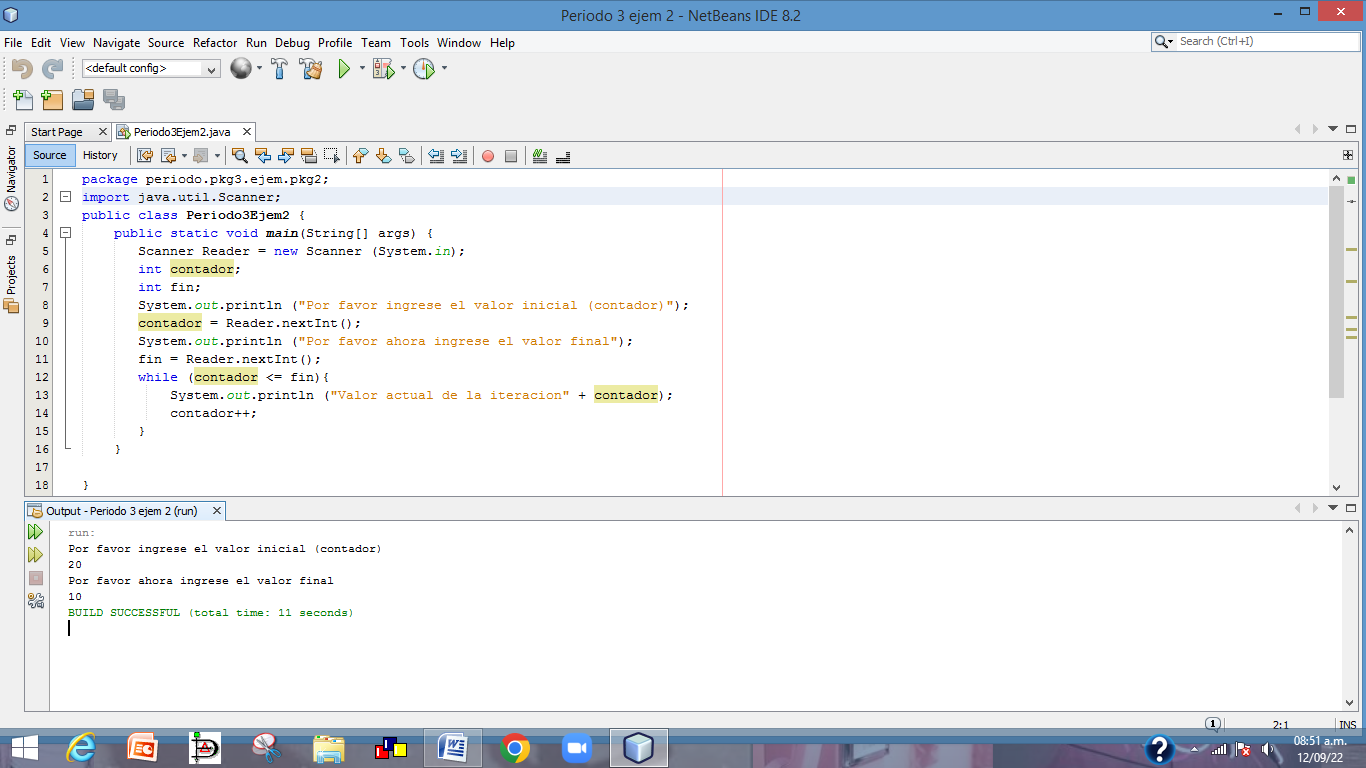 Periodo 3 ejem 2 - NetBeans IDE 8.2
File Edit View Navigate Source Refactor Run Debug Profile Team Tools Window Help
Search (Ctrl+I)
<default config>
Start Page
Periodo3Ejem2.java
Source History
Navigator
Projects
1 package periodo.pkg3.ejem.pkg2;
2 import java.util.Scanner;
3 public class Periodo3Ejem2 {
4 public static void main(String[] args) {
5 Scanner Reader = new Scanner (System.in);
6 int contador;
7 int fin;
8 System.out.println ("Por favor ingrese el valor inicial (contador)");
9 contador = Reader.nextInt();
10 System.out.println ("Por favor ahora ingrese el valor final");
11 fin = Reader.nextInt();
12 while (contador <= fin){
13 System.out.println ("Valor actual de la iteracion" + contador);
14 contador++;
15 }
16 }
17
18 }
Output - Periodo 3 ejem 2 (run)
run:
Por favor ingrese el valor inicial (contador)
20
Por favor ahora ingrese el valor final
10
BUILD SUCCESSFUL (total time: 11 seconds)
1
2:1
INS
08:51 a.m.
12/09/22